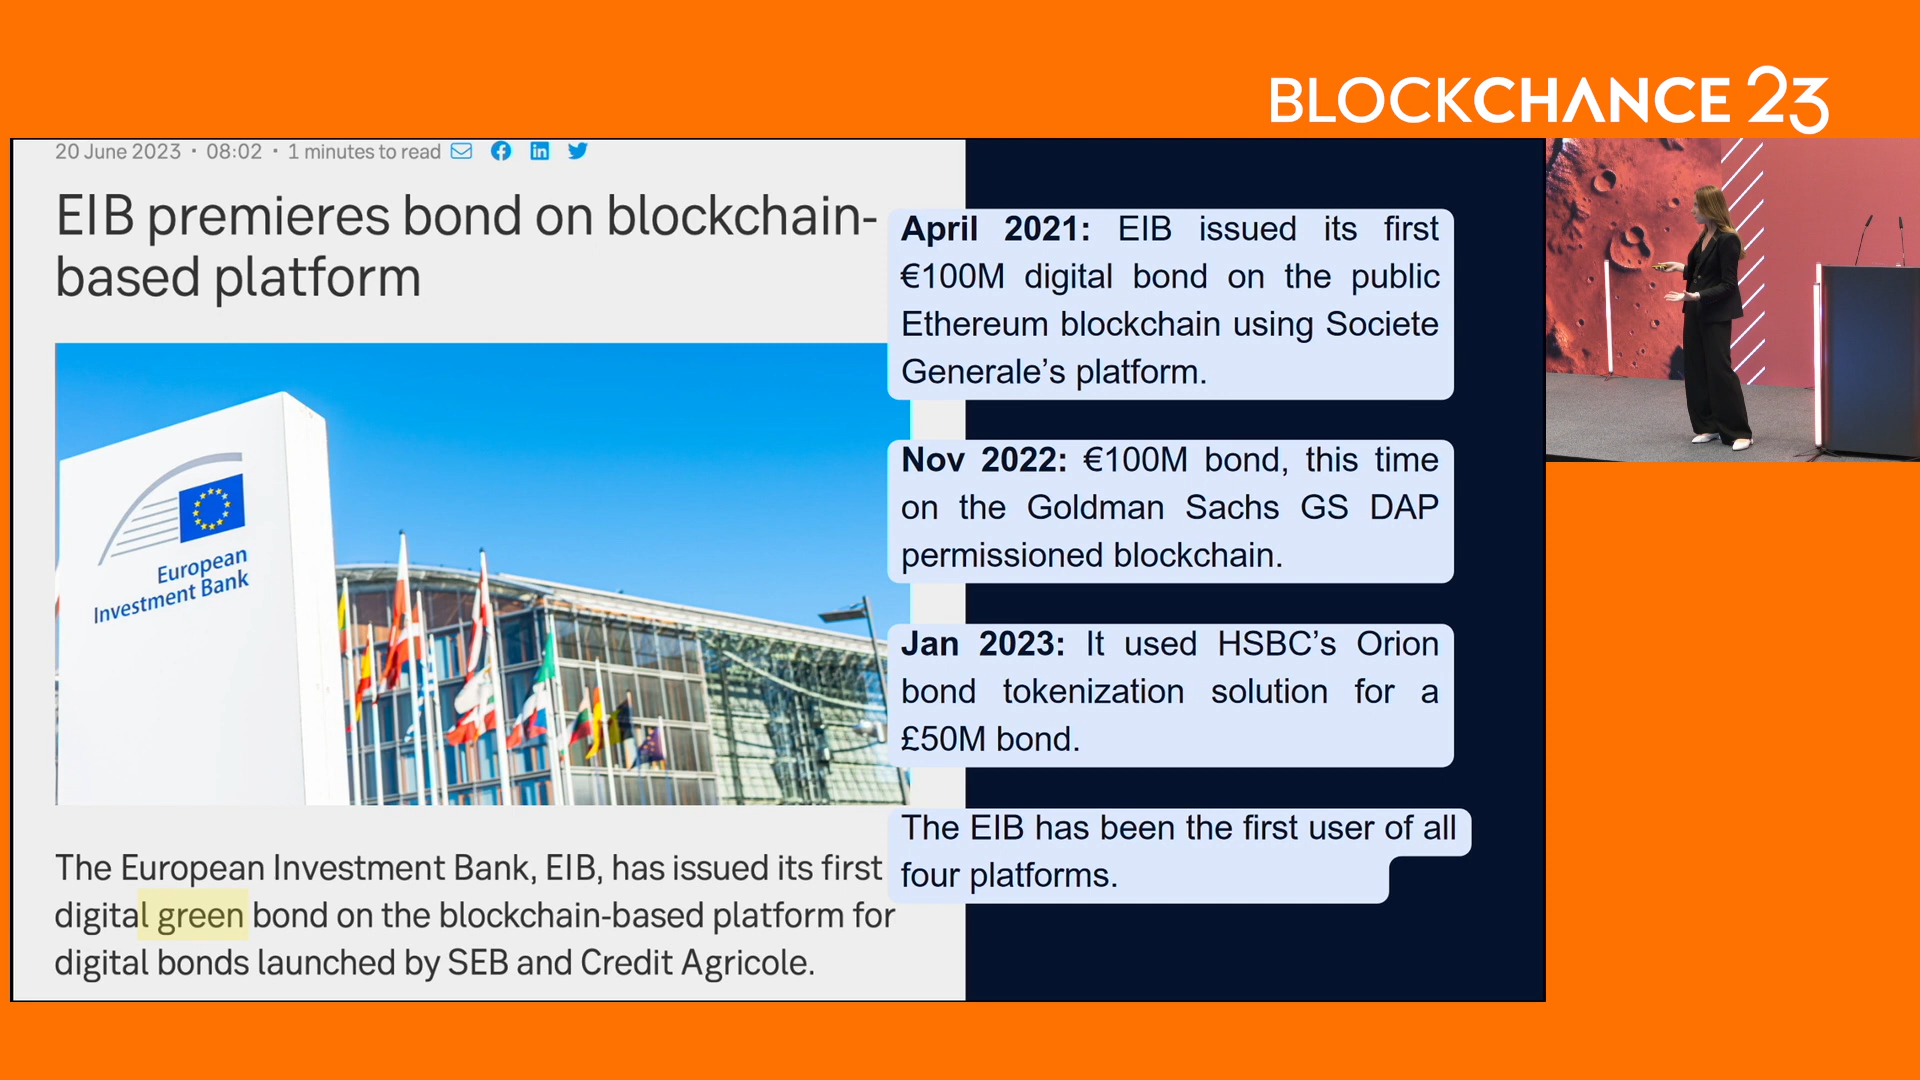 BLOCKCHANCE 23
20 June 2023 · 08:02 · 1 minutes to read
EIB premieres bond on blockchain-
based platform
European
Investment Bank
The European Investment Bank, EIB, has issued its first
digital green bond on the blockchain-based platform for
digital bonds launched by SEB and Credit Agricole.
April 2021: EIB issued its first
€100M digital bond on the public
Ethereum blockchain using Societe
Generale’s platform.
Nov 2022: €100M bond, this time
on the Goldman Sachs GS DAP
permissioned blockchain.
Jan 2023: It used HSBC’s Orion
bond tokenization solution for a
£50M bond.
The EIB has been the first user of all
four platforms.